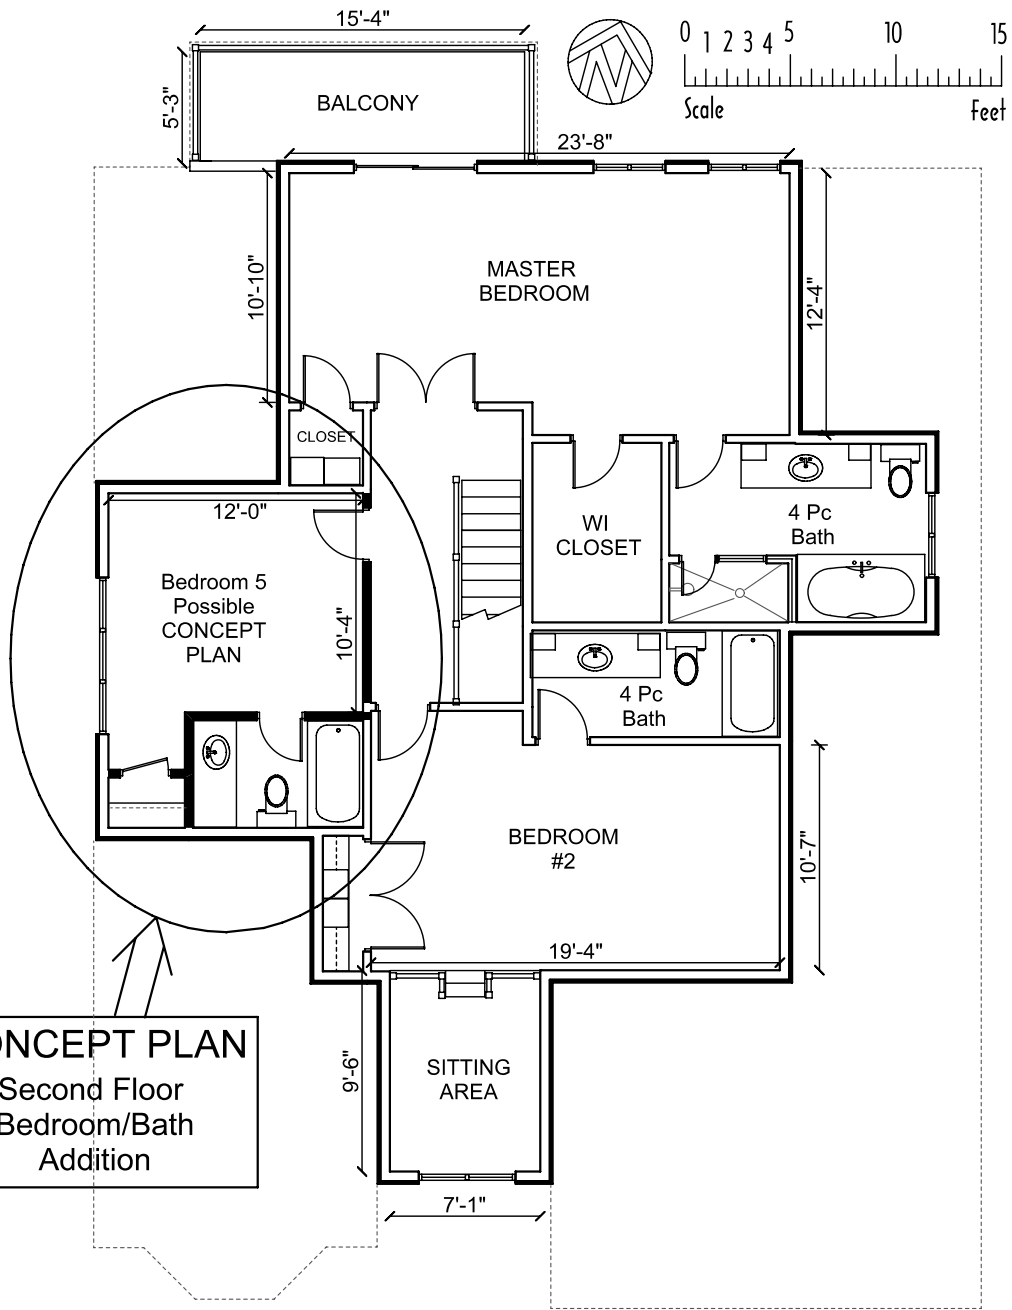 15'-4"
0 1 2 3 4 5 10 15
Scale Feet
5'-3"
BALCONY
23'-8"
10'-10"
MASTER
BEDROOM
12'-4"
CLOSET
12'-0"
WI
CLOSET
4 Pc
Bath
Bedroom 5
Possible
CONCEPT
PLAN
10'-4"
4 Pc
Bath
BEDROOM
#2
10'-7"
19'-4"
NCEPT PLAN
Second Floor
Bedroom/Bath
Addition
9'-6"
SITTING
AREA
7'-1"